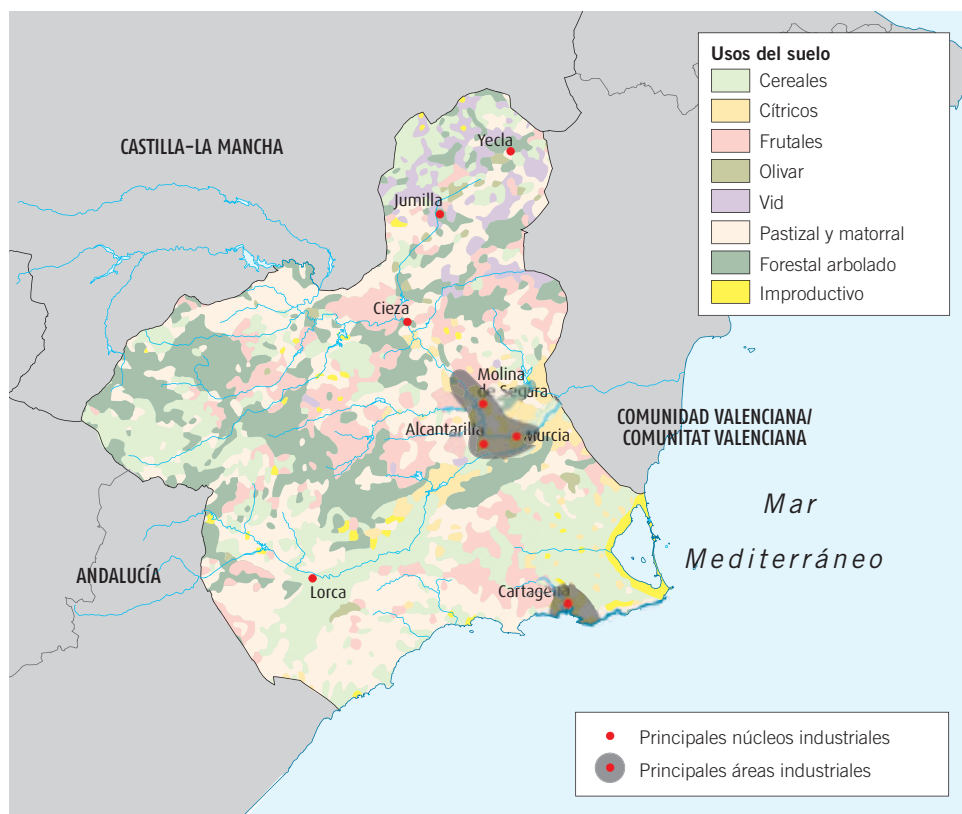 Usos del suelo
Cereales
Cítricos
Frutales
Olivar
Vid
Pastizal y matorral
Forestal arbolado
Improductivo
CASTILLA-LA MANCHA
Yecla
Jumilla
Cieza
Molina
de Segura
Alcantarilla
Murcia
COMUNIDAD VALENCIANA/
COMUNITAT VALENCIANA
Mar
Mediterráneo
ANDALUCÍA
Lorca
Cartagena
Principales núcleos industriales
Principales áreas industriales